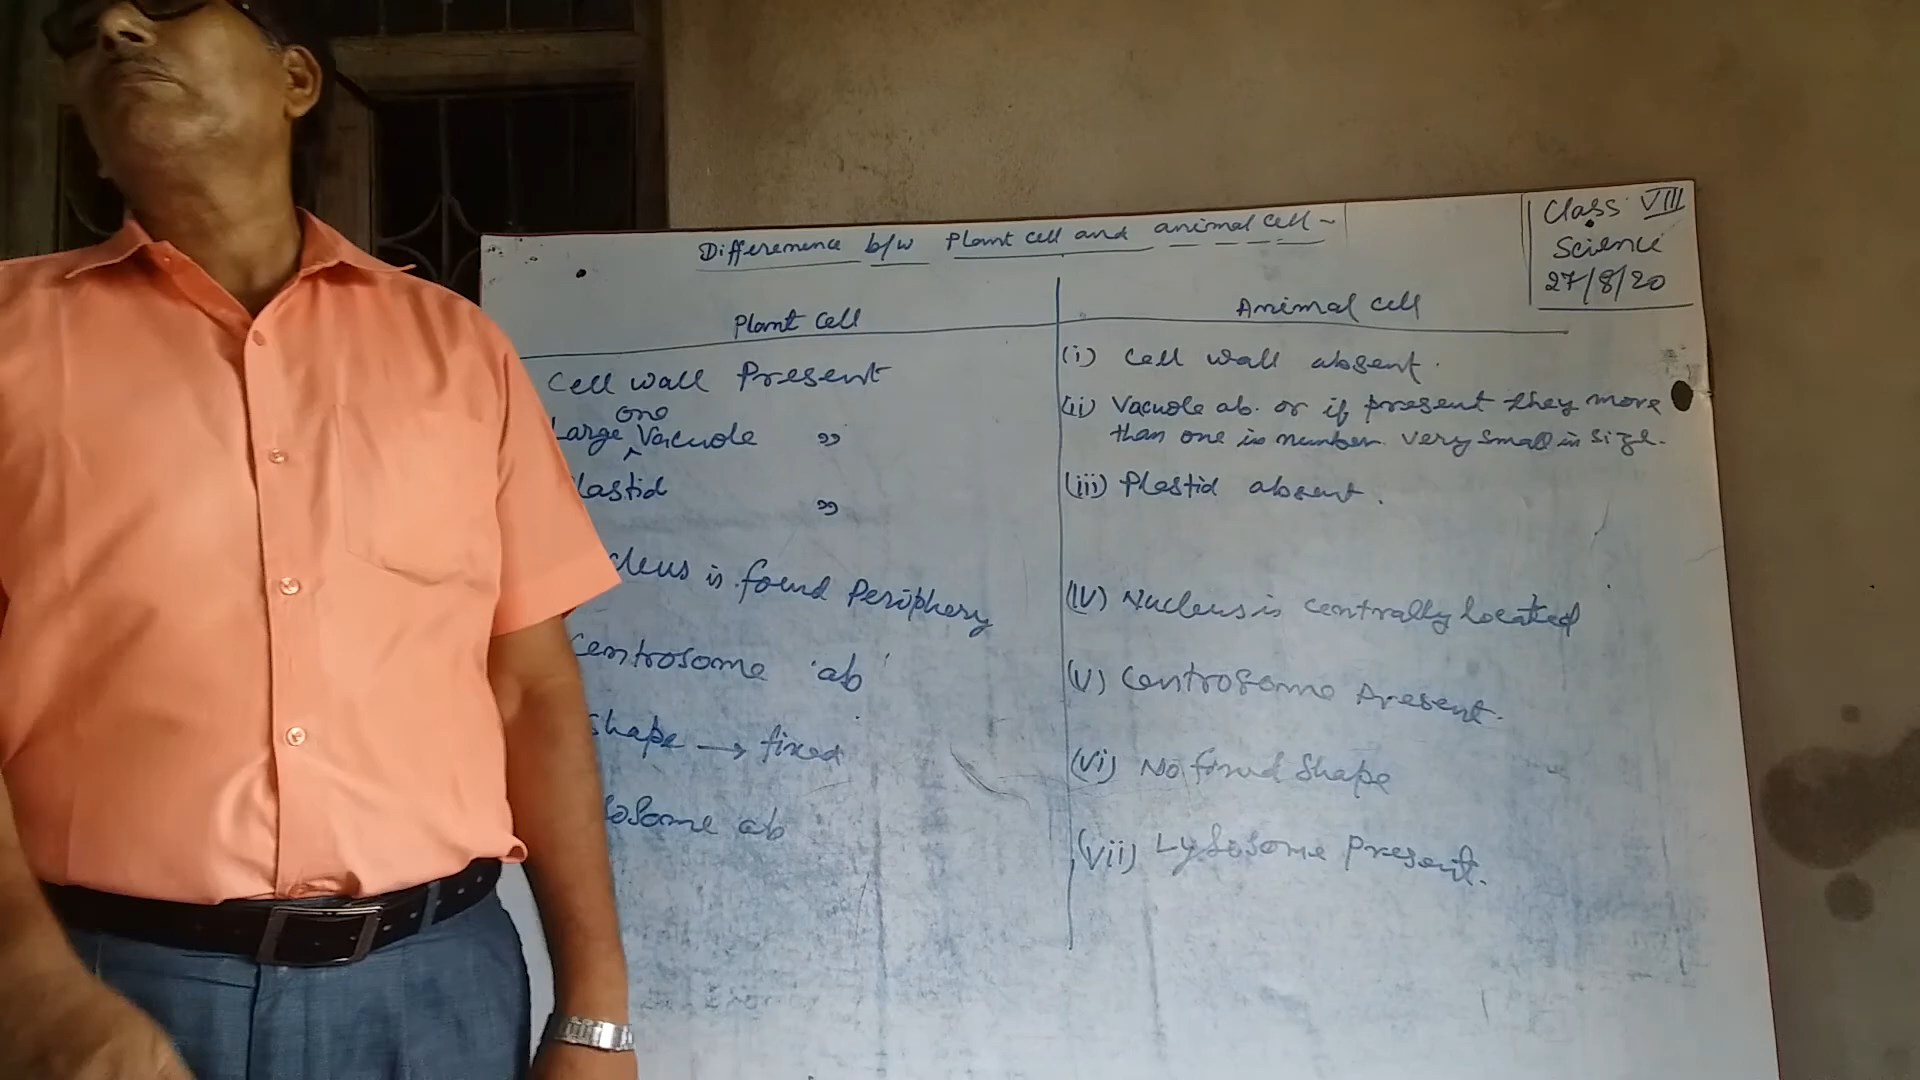 Difference b/w Plant cell and animal cell -
Class VIII
Science
27/8/20
Plant cell
Cell wall Present
one
Large Vacuole "
lastid "
cleus is found Periphery
Centrosome 'ab'
Shape → fixed
osome ab
Animal cell
(i) Cell wall absent.
(ii) Vacuole ab. or if present they more
than one in number very small in size.
(iii) Plastid absent.
(iv) Nucleus is centrally located
(v) Centrosome Present.
(vi) No fixed Shape
(vii) Lysosome Present.